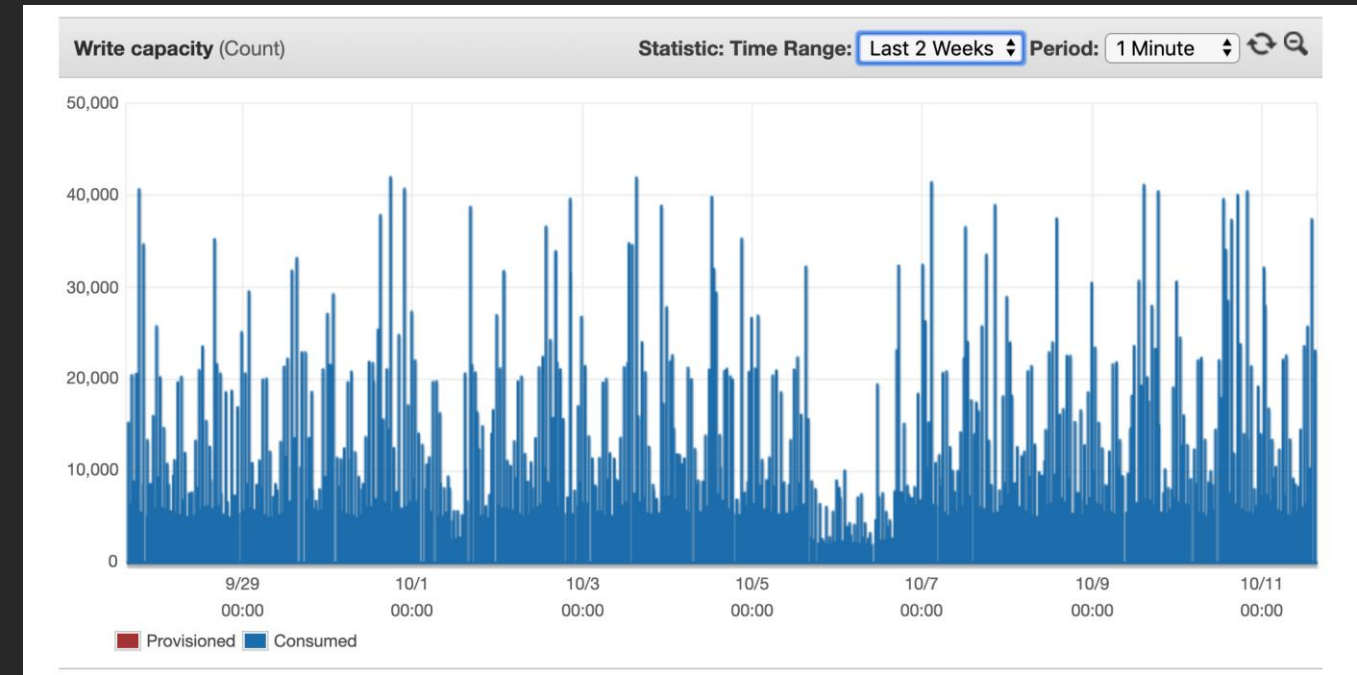 Write capacity (Count) Statistic: Time Range: Last 2 Weeks Period: 1 Minute
50,000
40,000
30,000
20,000
10,000
0
9/29 10/1 10/3 10/5 10/7 10/9 10/11
00:00 00:00 00:00 00:00 00:00 00:00 00:00
Provisioned Consumed